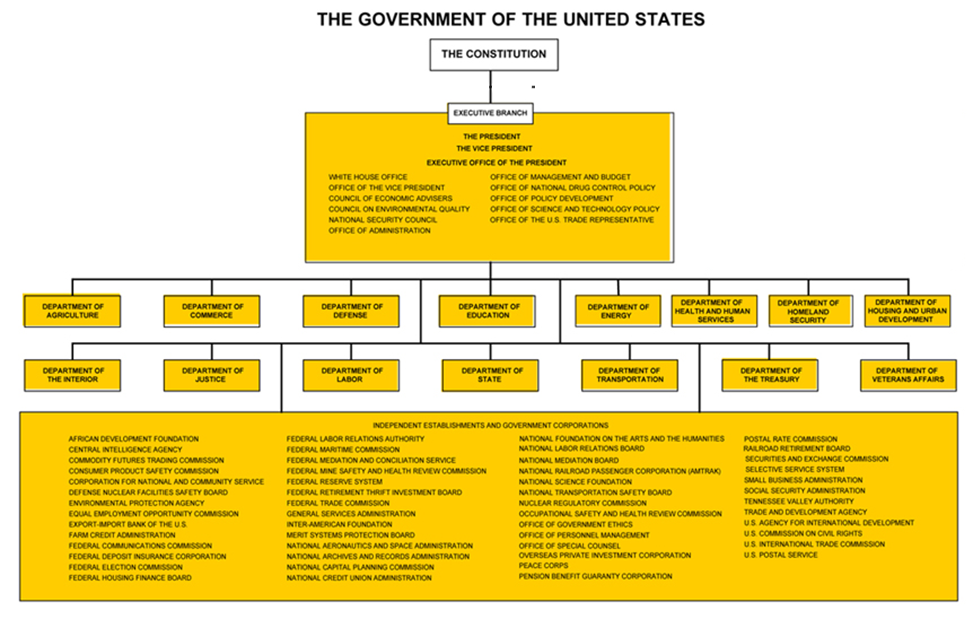 THE GOVERNMENT OF THE UNITED STATES
THE CONSTITUTION
EXECUTIVE BRANCH
THE PRESIDENT
THE VICE PRESIDENT
EXECUTIVE OFFICE OF THE PRESIDENT
WHITE HOUSE OFFICE
OFFICE OF THE VICE PRESIDENT
COUNCIL OF ECONOMIC ADVISERS
COUNCIL ON ENVIRONMENTAL QUALITY
NATIONAL SECURITY COUNCIL
OFFICE OF ADMINISTRATION
OFFICE OF MANAGEMENT AND BUDGET
OFFICE OF NATIONAL DRUG CONTROL POLICY
OFFICE OF POLICY DEVELOPMENT
OFFICE OF SCIENCE AND TECHNOLOGY POLICY
OFFICE OF THE U.S. TRADE REPRESENTATIVE
DEPARTMENT OF
AGRICULTURE
DEPARTMENT OF
COMMERCE
DEPARTMENT OF
DEFENSE
DEPARTMENT OF
EDUCATION
DEPARTMENT OF
ENERGY
DEPARTMENT OF
HEALTH AND HUMAN
SERVICES
DEPARTMENT OF
HOMELAND
SECURITY
DEPARTMENT OF
HOUSING AND URBAN
DEVELOPMENT
DEPARTMENT OF
THE INTERIOR
DEPARTMENT OF
JUSTICE
DEPARTMENT OF
LABOR
DEPARTMENT OF
STATE
DEPARTMENT OF
TRANSPORTATION
DEPARTMENT OF
THE TREASURY
DEPARTMENT OF
VETERANS AFFAIRS
INDEPENDENT ESTABLISHMENTS AND GOVERNMENT CORPORATIONS
AFRICAN DEVELOPMENT FOUNDATION
CENTRAL INTELLIGENCE AGENCY
COMMODITY FUTURES TRADING COMMISSION
CONSUMER PRODUCT SAFETY COMMISSION
CORPORATION FOR NATIONAL AND COMMUNITY SERVICE
DEFENSE NUCLEAR FACILITIES SAFETY BOARD
ENVIRONMENTAL PROTECTION AGENCY
EQUAL EMPLOYMENT OPPORTUNITY COMMISSION
EXPORT-IMPORT BANK OF THE U.S.
FARM CREDIT ADMINISTRATION
FEDERAL COMMUNICATIONS COMMISSION
FEDERAL DEPOSIT INSURANCE CORPORATION
FEDERAL ELECTION COMMISSION
FEDERAL HOUSING FINANCE BOARD
FEDERAL LABOR RELATIONS AUTHORITY
FEDERAL MARITIME COMMISSION
FEDERAL MEDIATION AND CONCILIATION SERVICE
FEDERAL MINE SAFETY AND HEALTH REVIEW COMMISSION
FEDERAL RESERVE SYSTEM
FEDERAL RETIREMENT THRIFT INVESTMENT BOARD
FEDERAL TRADE COMMISSION
GENERAL SERVICES ADMINISTRATION
INTER-AMERICAN FOUNDATION
MERIT SYSTEMS PROTECTION BOARD
NATIONAL AERONAUTICS AND SPACE ADMINISTRATION
NATIONAL ARCHIVES AND RECORDS ADMINISTRATION
NATIONAL CAPITAL PLANNING COMMISSION
NATIONAL CREDIT UNION ADMINISTRATION
NATIONAL FOUNDATION ON THE ARTS AND THE HUMANITIES
NATIONAL LABOR RELATIONS BOARD
NATIONAL MEDIATION BOARD
NATIONAL RAILROAD PASSENGER CORPORATION (AMTRAK)
NATIONAL SCIENCE FOUNDATION
NATIONAL TRANSPORTATION SAFETY BOARD
NUCLEAR REGULATORY COMMISSION
OCCUPATIONAL SAFETY AND HEALTH REVIEW COMMISSION
OFFICE OF GOVERNMENT ETHICS
OFFICE OF PERSONNEL MANAGEMENT
OFFICE OF SPECIAL COUNSEL
OVERSEAS PRIVATE INVESTMENT CORPORATION
PEACE CORPS
PENSION BENEFIT GUARANTY CORPORATION
POSTAL RATE COMMISSION
RAILROAD RETIREMENT BOARD
SECURITIES AND EXCHANGE COMMISSION
SELECTIVE SERVICE SYSTEM
SMALL BUSINESS ADMINISTRATION
SOCIAL SECURITY ADMINISTRATION
TENNESSEE VALLEY AUTHORITY
TRADE AND DEVELOPMENT AGENCY
U.S. AGENCY FOR INTERNATIONAL DEVELOPMENT
U.S. COMMISSION ON CIVIL RIGHTS
U.S. INTERNATIONAL TRADE COMMISSION
U.S. POSTAL SERVICE